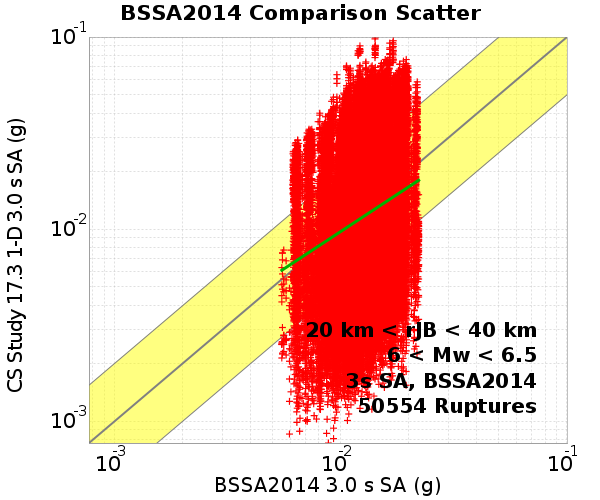 BSSA2014 Comparison Scatter
CS Study 17.3 1-D 3.0 s SA (g)
10-1
10-2
10-3
20 km < rJB < 40 km
6 < Mw < 6.5
3s SA, BSSA2014
50554 Ruptures
10-3 10-2 10-1
BSSA2014 3.0 s SA (g)